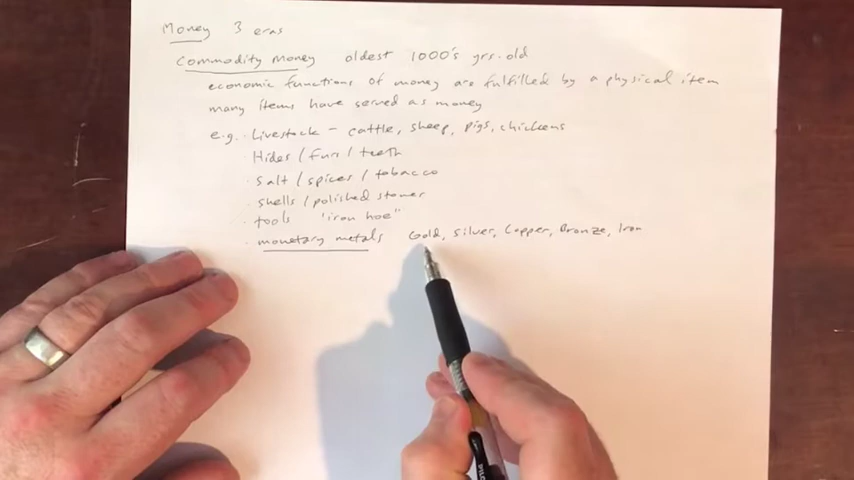 Money 3 eras
Commodity Money oldest 1000's yrs. old
economic functions of money are fulfilled by a physical item
many items have served as money
e.g. · Livestock - cattle, sheep, pigs, chickens
· Hides / furs / teeth
· Salt / spices / tobacco
· shells / polished stones
· tools "iron hoe"
· monetary metals Gold, Silver, Copper, Bronze, Iron